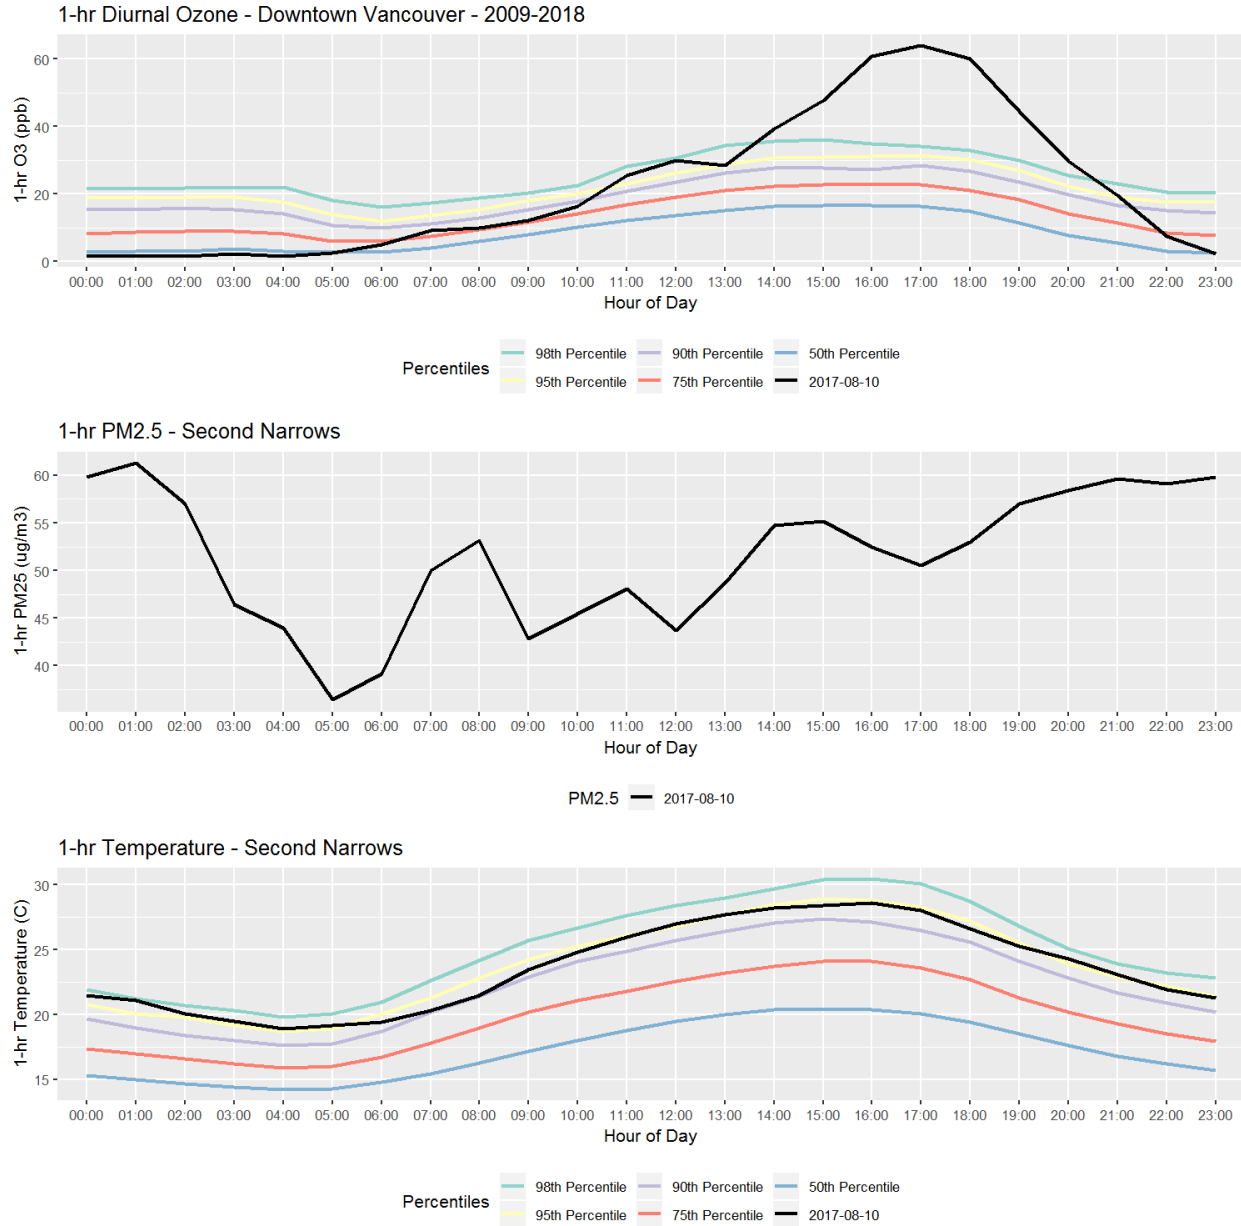 1-hr Diurnal Ozone - Downtown Vancouver - 2009-2018
1-hr O3 (ppb)
60
40
20
0
00:00 01:00 02:00 03:00 04:00 05:00 06:00 07:00 08:00 09:00 10:00 11:00 12:00 13:00 14:00 15:00 16:00 17:00 18:00 19:00 20:00 21:00 22:00 23:00
Hour of Day
Percentiles
98th Percentile 90th Percentile 50th Percentile
95th Percentile 75th Percentile 2017-08-10
1-hr PM2.5 - Second Narrows
1-hr PM25 (ug/m3)
60
55
50
45
40
00:00 01:00 02:00 03:00 04:00 05:00 06:00 07:00 08:00 09:00 10:00 11:00 12:00 13:00 14:00 15:00 16:00 17:00 18:00 19:00 20:00 21:00 22:00 23:00
Hour of Day
PM2.5 2017-08-10
1-hr Temperature - Second Narrows
1-hr Temperature (C)
30
25
20
15
00:00 01:00 02:00 03:00 04:00 05:00 06:00 07:00 08:00 09:00 10:00 11:00 12:00 13:00 14:00 15:00 16:00 17:00 18:00 19:00 20:00 21:00 22:00 23:00
Hour of Day
Percentiles
98th Percentile 90th Percentile 50th Percentile
95th Percentile 75th Percentile 2017-08-10